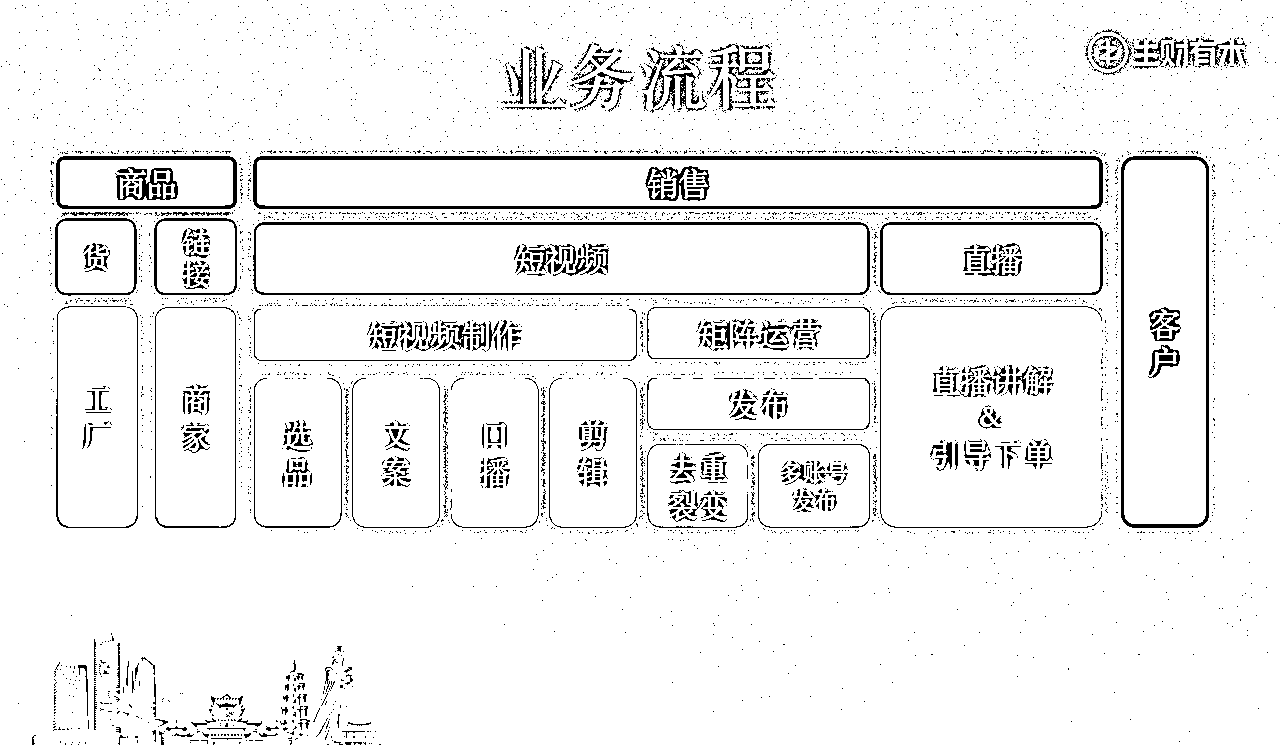 业务流程
生财有术
商品
销售
客户
货
链接
短视频
直播
工厂
商家
短视频制作
矩阵运营
直播讲解
&
引导下单
选品
文案
口播
剪辑
发布
去重
裂变
多账号
发布